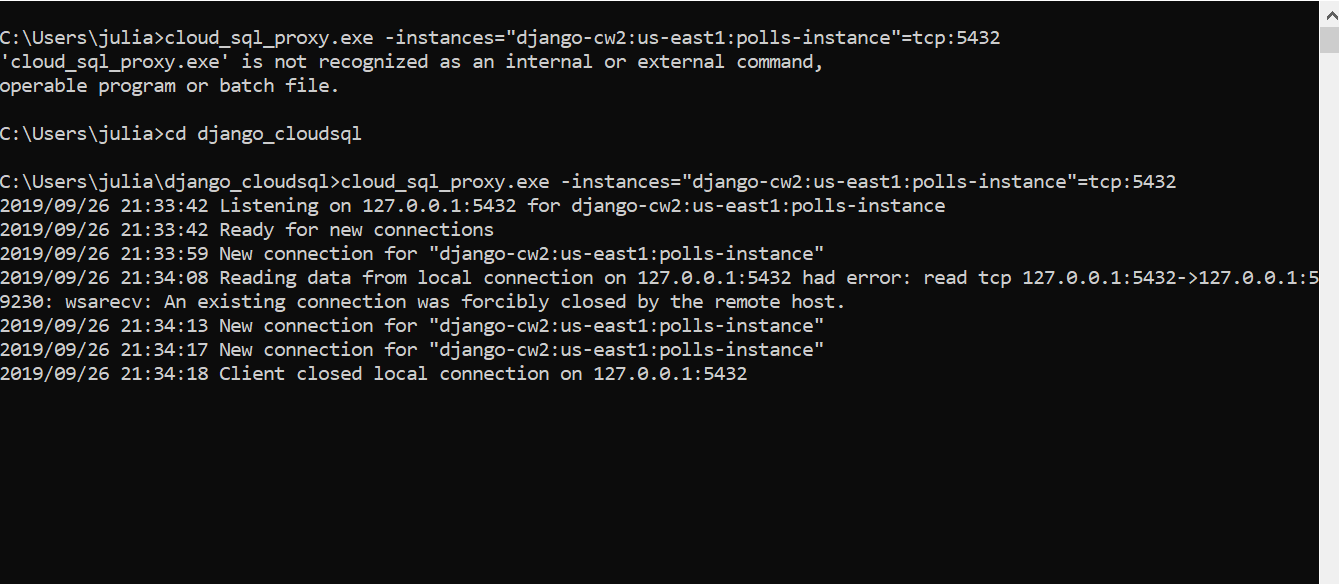 C:\Users\julia>cloud_sql_proxy.exe -instances="django-cw2:us-east1:polls-instance"=tcp:5432
'cloud_sql_proxy.exe' is not recognized as an internal or external command,
operable program or batch file.
C:\Users\julia>cd django_cloudsql
C:\Users\julia\django_cloudsql>cloud_sql_proxy.exe -instances="django-cw2:us-east1:polls-instance"=tcp:5432
2019/09/26 21:33:42 Listening on 127.0.0.1:5432 for django-cw2:us-east1:polls-instance
2019/09/26 21:33:42 Ready for new connections
2019/09/26 21:33:59 New connection for "django-cw2:us-east1:polls-instance"
2019/09/26 21:34:08 Reading data from local connection on 127.0.0.1:5432 had error: read tcp 127.0.0.1:5432->127.0.0.1:5
9230: wsarecv: An existing connection was forcibly closed by the remote host.
2019/09/26 21:34:13 New connection for "django-cw2:us-east1:polls-instance"
2019/09/26 21:34:17 New connection for "django-cw2:us-east1:polls-instance"
2019/09/26 21:34:18 Client closed local connection on 127.0.0.1:5432